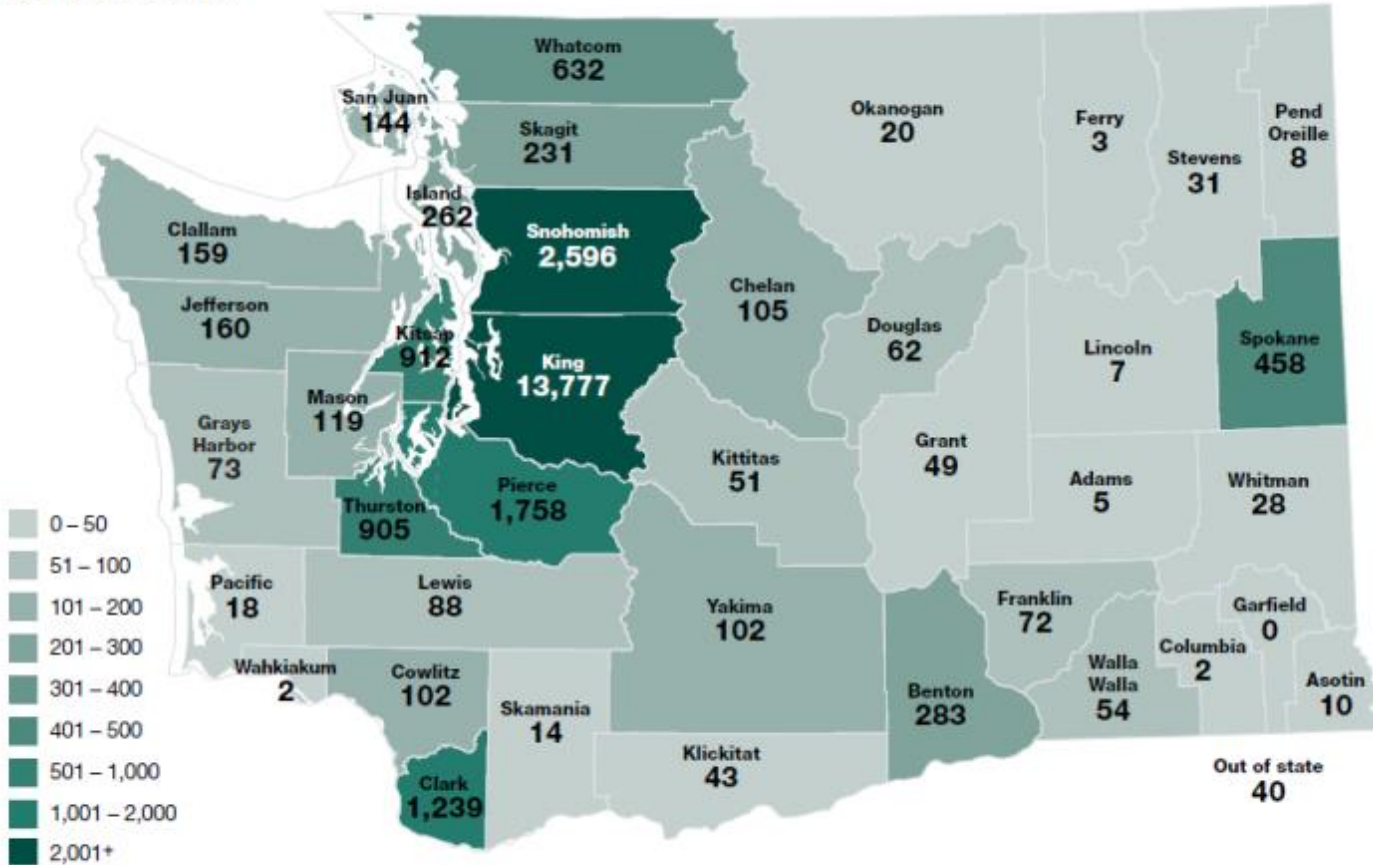 Whatcom
632
San Juan
144
Skagit
231
Island
262
Okanogan
20
Ferry
3
Stevens
31
Pend
Oreille
8
Clallam
159
Snohomish
2,596
Jefferson
160
Kitsap
912
King
13,777
Chelan
105
Douglas
62
Lincoln
7
Spokane
458
Mason
119
Grays
Harbor
73
Kittitas
51
Grant
49
Adams
5
Whitman
28
Thurston
905
Pierce
1,758
Pacific
18
Lewis
88
Yakima
102
Franklin
72
Garfield
0
Columbia
2
Walla
Walla
54
Asotin
10
Wahkiakum
2
Cowlitz
102
Skamania
14
Benton
283
Klickitat
43
Clark
1,239
Out of state
40
0 – 50
51 – 100
101 – 200
201 – 300
301 – 400
401 – 500
501 – 1,000
1,001 – 2,000
2,001+